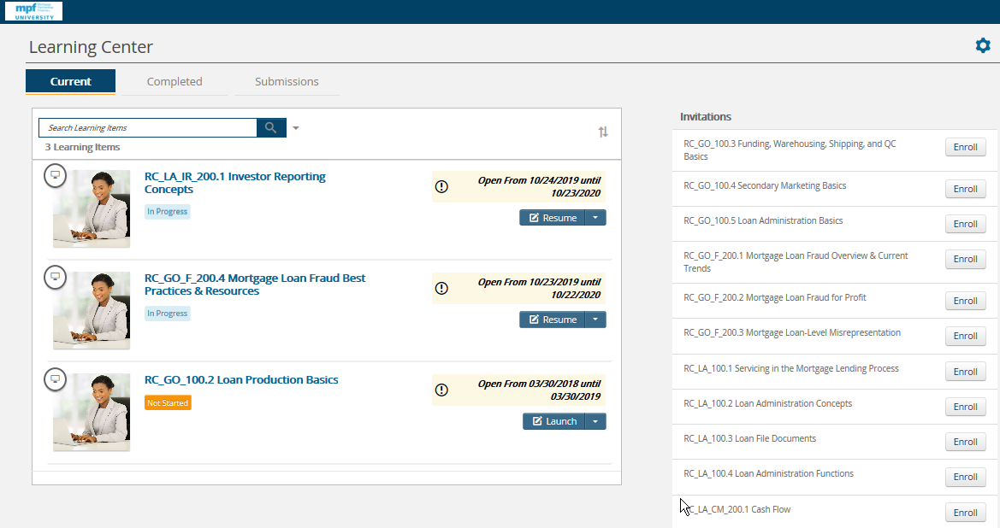 mpf
UNIVERSITY
Learning Center
Current
Completed
Submissions
Search Learning Items
3 Learning Items
RC_LA_IR_200.1 Investor Reporting
Concepts
In Progress
Open From 10/24/2019 until
10/23/2020
Resume
RC_GO_F_200.4 Mortgage Loan Fraud Best
Practices & Resources
In Progress
Open From 10/23/2019 until
10/22/2020
Resume
RC_GO_100.2 Loan Production Basics
Not Started
Open From 03/30/2018 until
03/30/2019
Launch
Invitations
RC_GO_100.3 Funding, Warehousing, Shipping, and QC
Basics
Enroll
RC_GO_100.4 Secondary Marketing Basics
Enroll
RC_GO_100.5 Loan Administration Basics
Enroll
RC_GO_F_200.1 Mortgage Loan Fraud Overview & Current
Trends
Enroll
RC_GO_F_200.2 Mortgage Loan Fraud for Profit
Enroll
RC_GO_F_200.3 Mortgage Loan-Level Misrepresentation
Enroll
RC_LA_100.1 Servicing in the Mortgage Lending Process
Enroll
RC_LA_100.2 Loan Administration Concepts
Enroll
RC_LA_100.3 Loan File Documents
Enroll
RC_LA_100.4 Loan Administration Functions
Enroll
RC_LA_CM_200.1 Cash Flow
Enroll